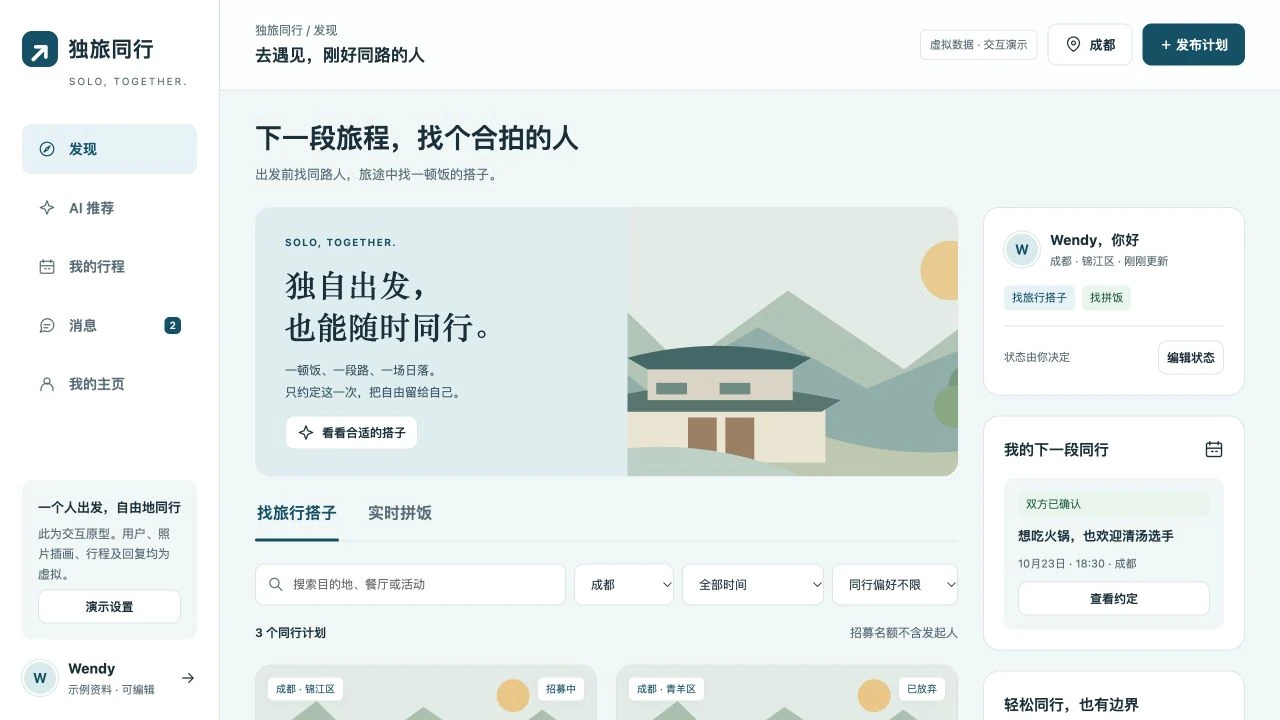 独旅同行
SOLO, TOGETHER.
发现
AI 推荐
我的行程
消息
2
我的主页
一个人出发，自由地同行
此为交互原型。用户、照
片插画、行程及回复均为
虚拟。
演示设置
W
Wendy
示例资料 · 可编辑
独旅同行 / 发现
去遇见，刚好同路的人
虚拟数据 · 交互演示
成都
+ 发布计划
下一段旅程，找个合拍的人
出发前找同路人，旅途中找一顿饭的搭子。
SOLO, TOGETHER.
独自出发，
也能随时同行。
一顿饭、一段路、一场日落。
只约定这一次，把自由留给自己。
看看合适的搭子
找旅行搭子
实时拼饭
搜索目的地、餐厅或活动
成都
全部时间
同行偏好不限
3 个同行计划
招募名额不含发起人
成都 · 锦江区
招募中
成都 · 青羊区
已放弃
W
Wendy，你好
成都 · 锦江区 · 刚刚更新
找旅行搭子
找拼饭
状态由你决定
编辑状态
我的下一段同行
双方已确认
想吃火锅，也欢迎清汤选手
10月23日 · 18:30 · 成都
查看约定
轻松同行，也有边界